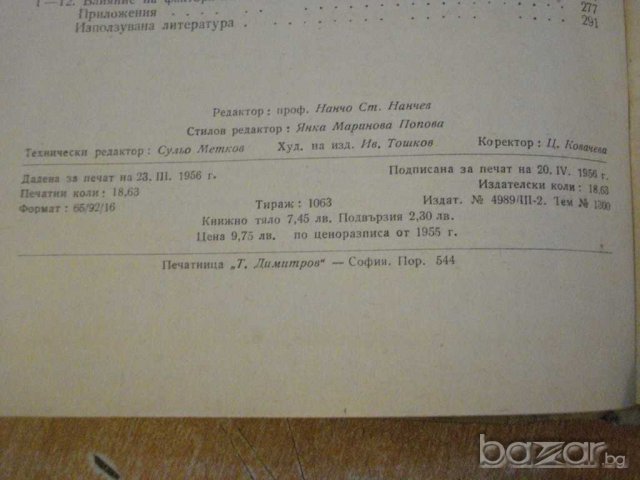 1—12. Влияние на
Приложения 277
Използувана литература 291
Редактор: проф. Нанчо Ст. Нанчев
Стилов редактор: Янка Маринова Попова
Технически редактор: Сульо Метков Худ. на изд. Ив. Тошков Коректор: Ц. Ковачева
Дадена за печат на 23. III. 1956 г. Подписана за печат на 20. IV. 1956 г.
Печатни коли: 18,63 Издателски коли: 18,63
Формат: 65/92/16 Тираж: 1063 Издат. № 4989/III-2. Тем №
Книжно тяло 7,45 лв. Подвързия 2,30 лв.
Цена 9,75 лв. по ценоразписа от 1955 г.
Печатница „Т. Димитров" — София. Пор. 544
bazar.bg